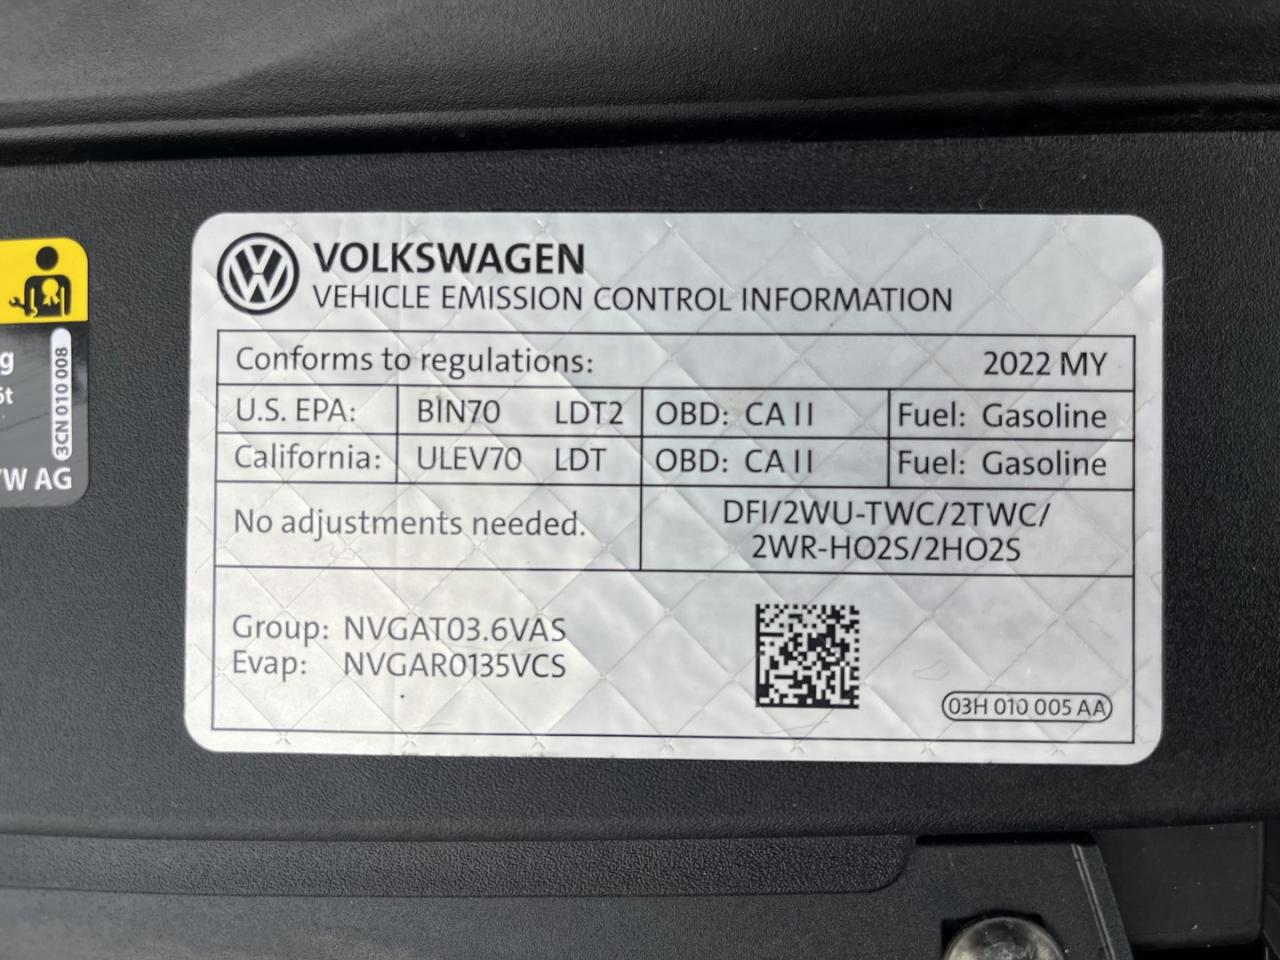 VOLKSWAGEN
VEHICLE EMISSION CONTROL INFORMATION
Conforms to regulations: 2022 MY
U.S. EPA: BIN70 LDT2 OBD: CA II Fuel: Gasoline
California: ULEV70 LDT OBD: CA II Fuel: Gasoline
No adjustments needed. DFI/2WU-TWC/2TWC/
2WR-HO2S/2HO2S
Group: NVGAT03.6VAS
Evap: NVGAR0135VCS
03H 010 005 AA
g
5t
3CN 010 008
VW AG